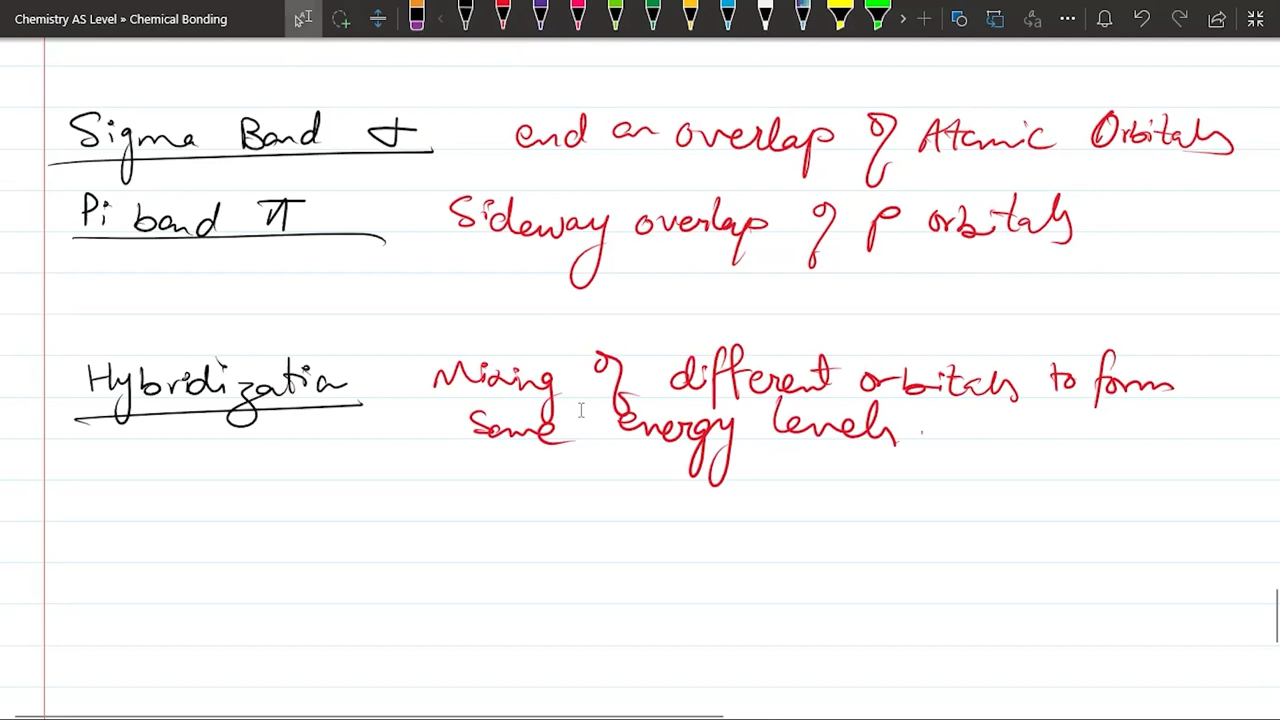 Chemistry AS Level » Chemical Bonding
Sigma Bond σ end on overlap of Atomic Orbitals
Pi bond π Sideway overlap of p orbitals
Hybridization Mixing of different orbitals to form
same energy levels.